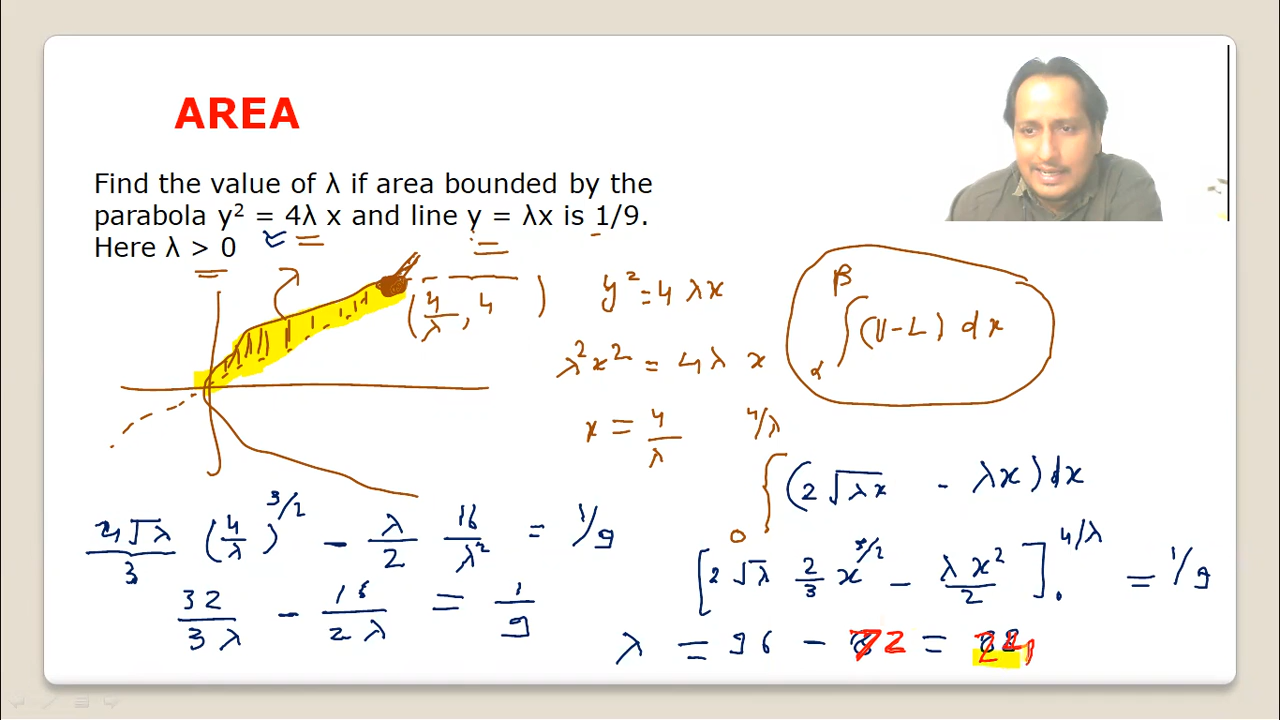 AREA
Find the value of λ if area bounded by the
parabola y² = 4λ x and line y = λx is 1/9.
Here λ > 0
(4/λ, 4)
y² = 4λx
λ²x² = 4λ x
x = 4/λ
β
∫ (U-L) dx
α
4/λ
∫ (2√λx - λx) dx
0
[2√λ 2/3 x^3/2 - λx²/2]^4/λ = 1/9
4√λ/3 (4/λ)^3/2 - λ/2 16/λ² = 1/9
32/3λ - 16/2λ = 1/9
λ = 96 - 72 = 24